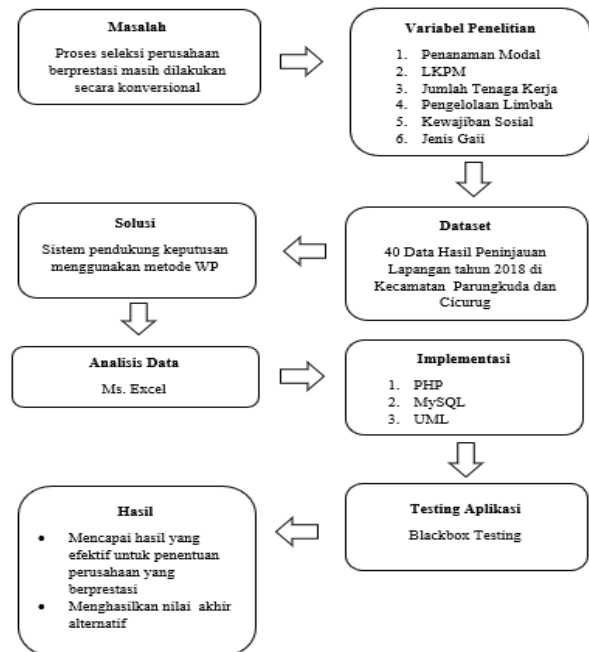 Masalah
Proses seleksi perusahaan
berprestasi masih dilakukan
secara konversional
Variabel Penelitian
1. Penanaman Modal
2. LKPM
3. Jumlah Tenaga Kerja
4. Pengelolaan Limbah
5. Kewajiban Sosial
6. Jenis Gaji
Dataset
40 Data Hasil Peninjauan
Lapangan tahun 2018 di
Kecamatan Parungkuda dan
Cicurug
Solusi
Sistem pendukung keputusan
menggunakan metode WP
Analisis Data
Ms. Excel
Implementasi
1. PHP
2. MySQL
3. UML
Testing Aplikasi
Blackbox Testing
Hasil
• Mencapai hasil yang
efektif untuk penentuan
perusahaan yang
berprestasi
• Menghasilkan nilai akhir
alternatif